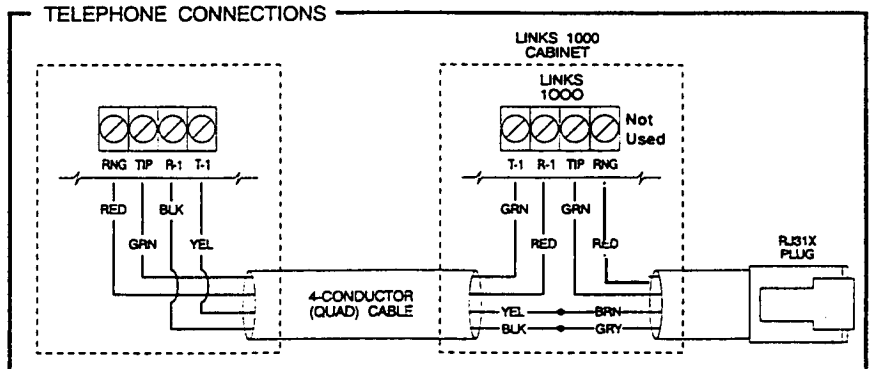 TELEPHONE CONNECTIONS
LINKS 1000
CABINET
LINKS
1000
Not
Used
RNG TIP R-1 T-1
T-1 R-1 TIP RNG
RED BLK
GRN YEL
GRN GRN
RED RED
RJ31X
PLUG
4-CONDUCTOR
(QUAD) CABLE
YEL BRN
BLK GRY